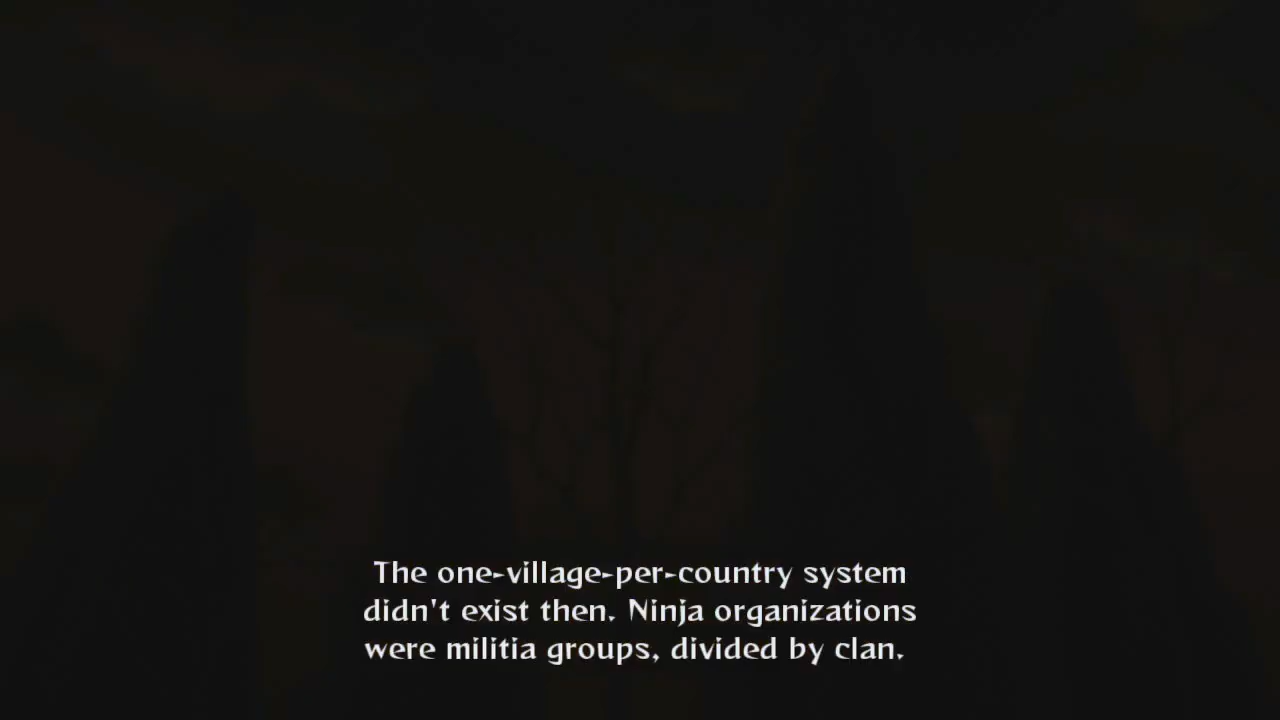 The one-village-per-country system
didn't exist then. Ninja organizations
were militia groups, divided by clan.